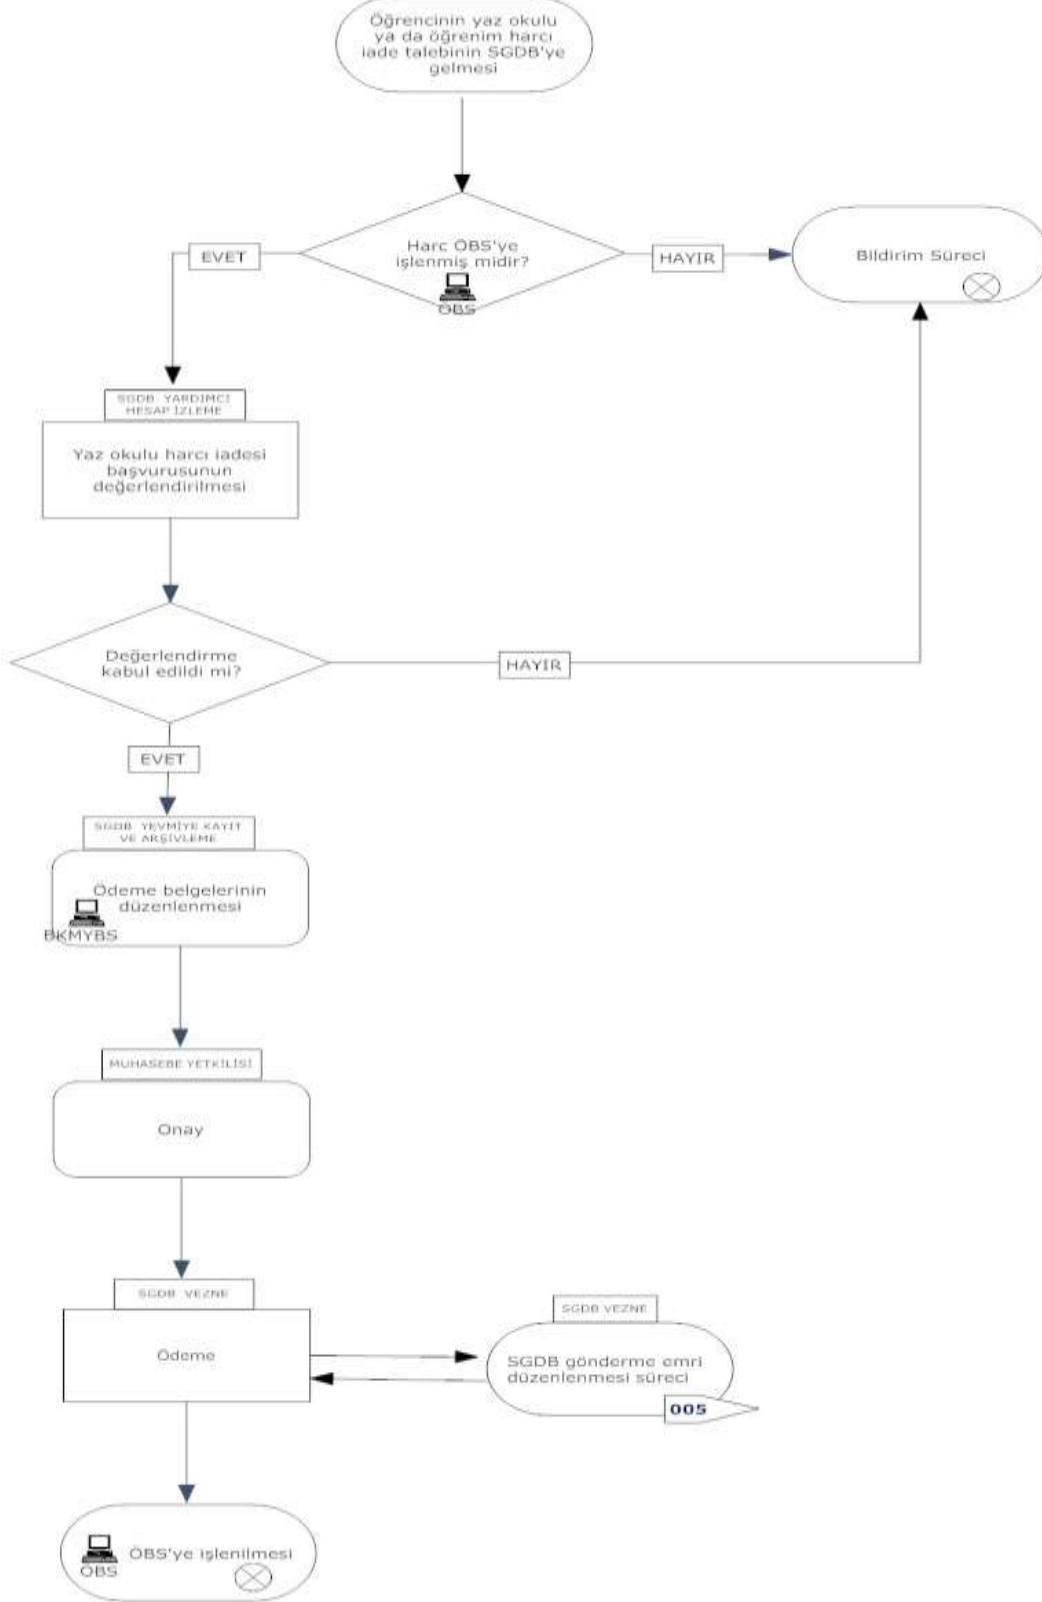 Öğrencinin yaz okulu
ya da öğrenim harcı
iade talebinin SGDB'ye
gelmesi
Harc ÖBS'ye
işlenmiş midir?
ÖBS
EVET
HAYIR
Bildirim Süreci
SGDB YARDIMCI
HESAP İZLEME
Yaz okulu harcı iadesi
başvurusunun
değerlendirilmesi
Değerlendirme
kabul edildi mi?
HAYIR
EVET
SGDB YEVMİYE KAYIT
VE ARŞİVLEME
Ödeme belgelerinin
düzenlenmesi
BKMYBS
MUHASEBE YETKİLİSİ
Onay
SGDB VEZNE
Ödeme
SGDB VEZNE
SGDB gönderme emri
düzenlenmesi süreci
005
ÖBS'ye işlenilmesi
ÖBS